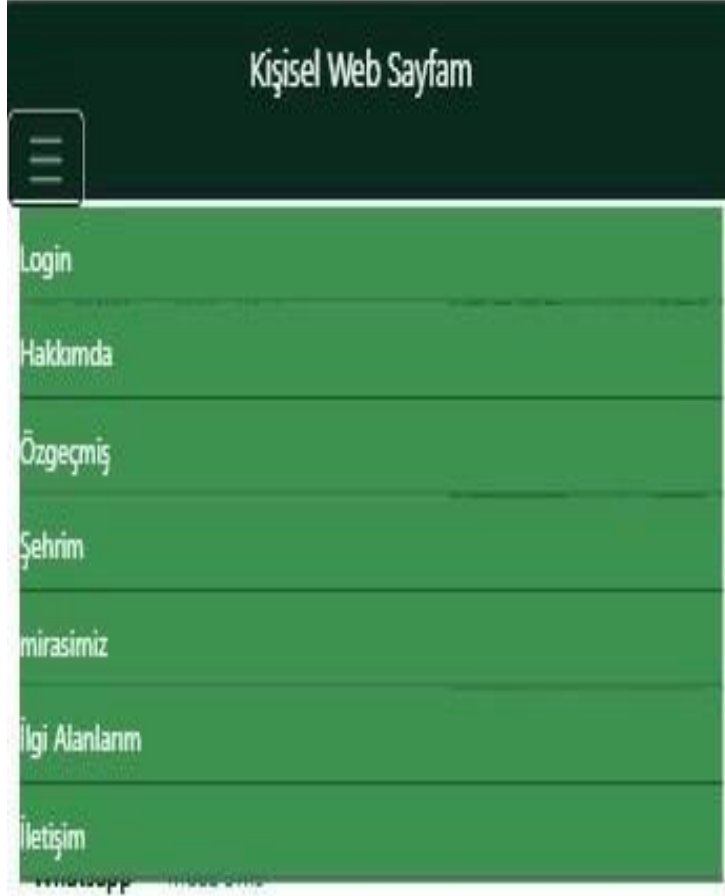 Kişisel Web Sayfam
Login
Hakkımda
Özgeçmiş
Şehrim
mirasimiz
İlgi Alanlarım
İletişim